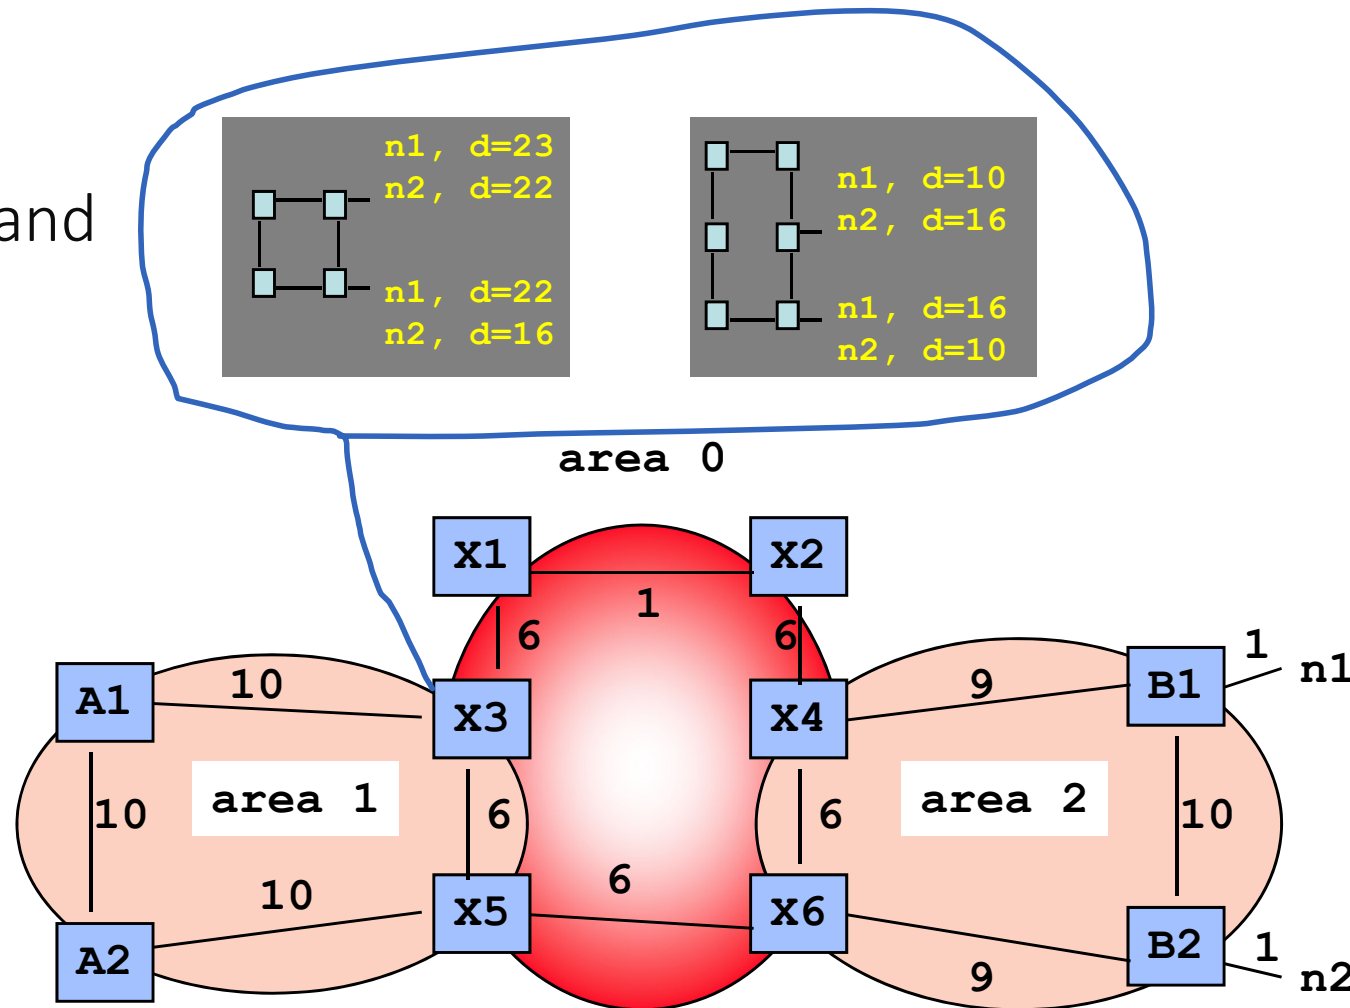 and
n1, d=23
n2, d=22
n1, d=22
n2, d=16
n1, d=10
n2, d=16
n1, d=16
n2, d=10
area 0
X1
X2
1
6
6
A1
10
X3
X4
9
B1
1
n1
area 1
area 2
10
6
6
10
10
6
A2
X5
X6
9
B2
1
n2